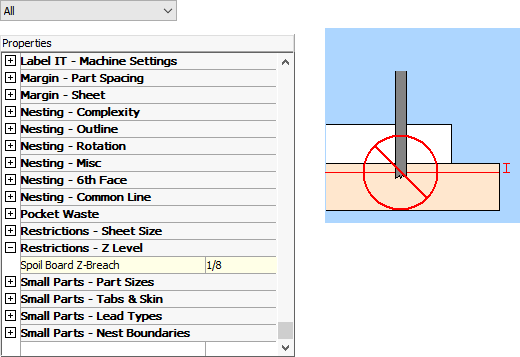 All
Properties
Label IT - Machine Settings
Margin - Part Spacing
Margin - Sheet
Nesting - Complexity
Nesting - Outline
Nesting - Rotation
Nesting - Misc
Nesting - 6th Face
Nesting - Common Line
Pocket Waste
Restrictions - Sheet Size
Restrictions - Z Level
Spoil Board Z-Breach 1/8
Small Parts - Part Sizes
Small Parts - Tabs & Skin
Small Parts - Lead Types
Small Parts - Nest Boundaries